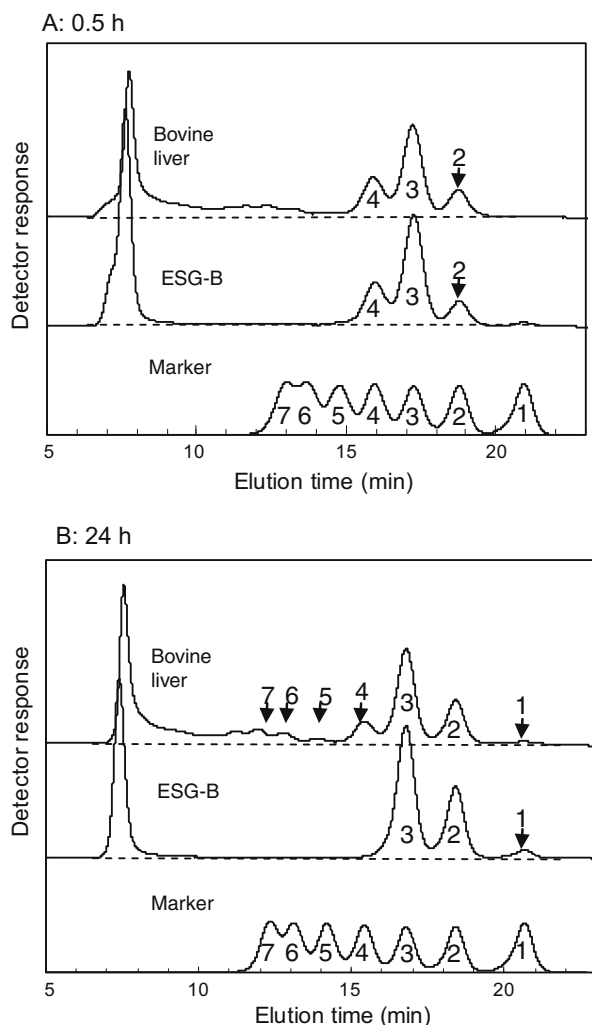 A: 0.5 h
Detector response
Bovine
liver
4
3
2
ESG-B
4
3
2
Marker
7 6 5 4 3 2 1
5 10 15 20
Elution time (min)
B: 24 h
Detector response
Bovine
liver
7 6 5 4 3 2 1
ESG-B
3 2 1
Marker
7 6 5 4 3 2 1
5 10 15 20
Elution time (min)